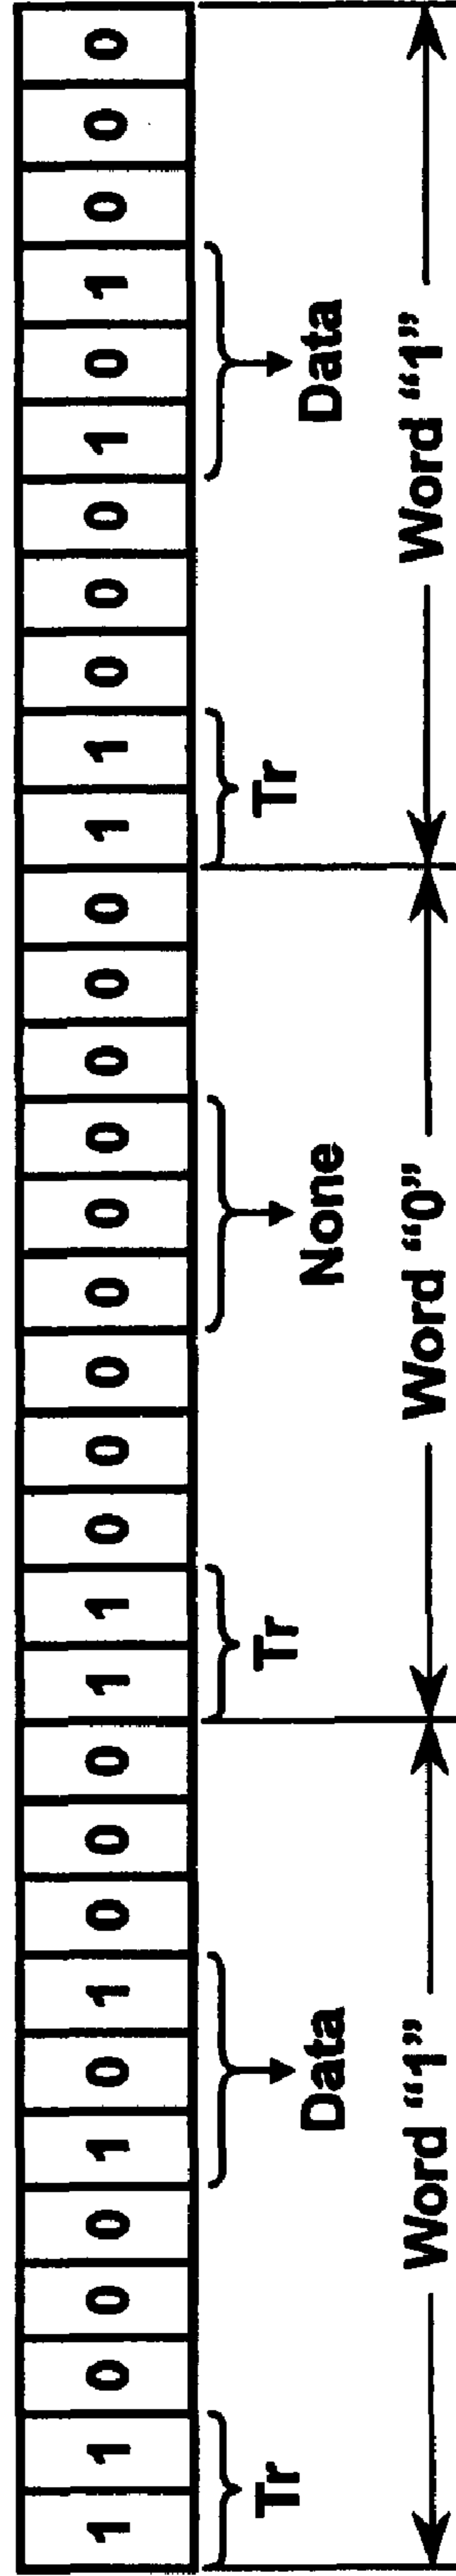 1 1 0 0 0 1 0 1 0 0 0 1 1 0 0 0 0 0 0 0 0 0 1 1 0 0 0 1 0 1 0 0 0
Tr Tr Tr
Data None Data
Word “1” Word “0” Word “1”